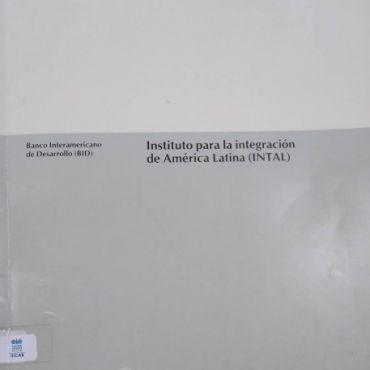 Banco Interamericano
de Desarrollo (BID)
Instituto para la integración
de América Latina (INTAL)